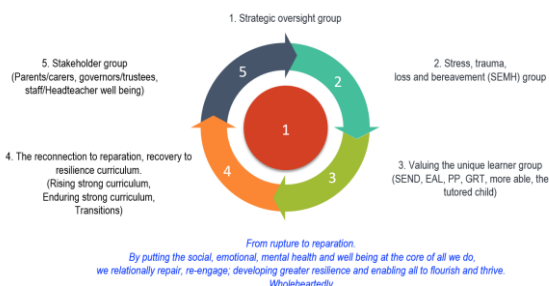 1. Strategic oversight group
5. Stakeholder group
(Parents/carers, governors/trustees,
staff/Headteacher well being)
2. Stress, trauma,
loss and bereavement (SEMH) group
5
2
1
4
3
4. The reconnection to reparation, recovery to
resilience curriculum.
(Rising strong curriculum,
Enduring strong curriculum,
Transitions)
3. Valuing the unique learner group
(SEND, EAL, PP, GRT, more able, the
tutored child)
From rupture to reparation.
By putting the social, emotional, mental health and well being at the core of all we do,
we relationally repair, re-engage; developing greater resilience and enabling all to flourish and thrive.
Wholeheartedly